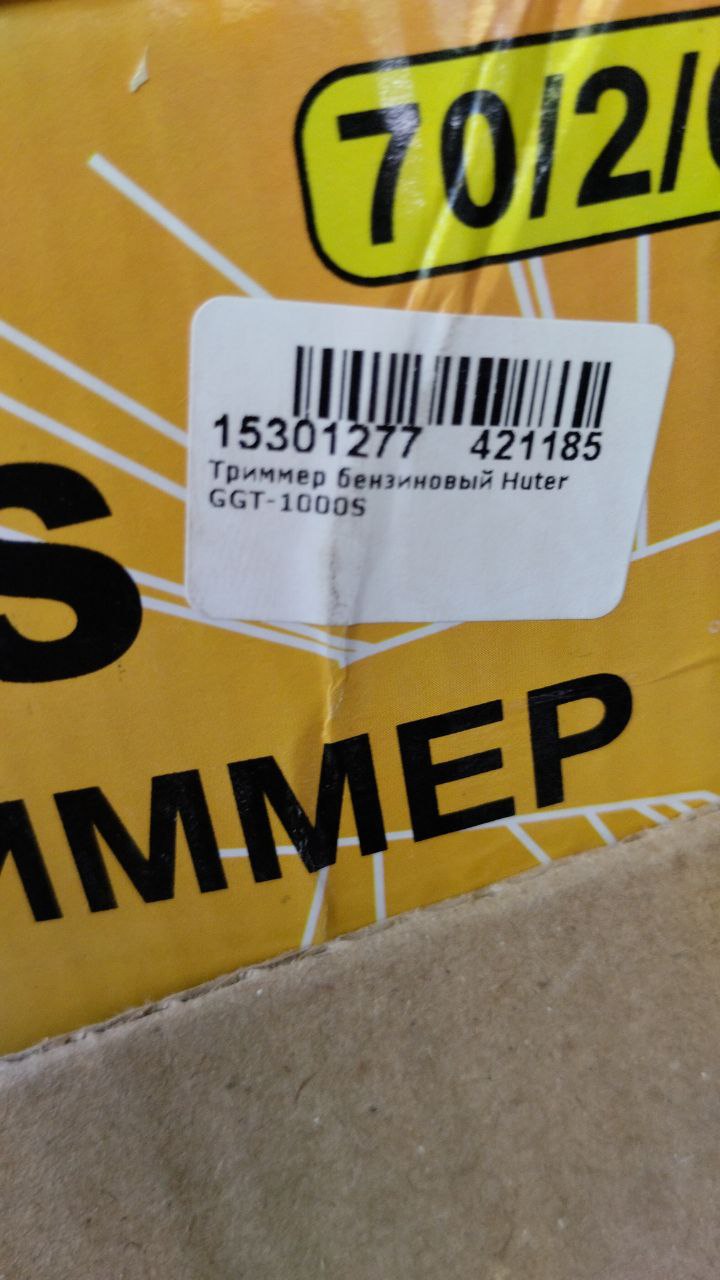 70/2/
15301277 421185
Триммер бензиновый Huter
GGT-1000S
S
ММЕР